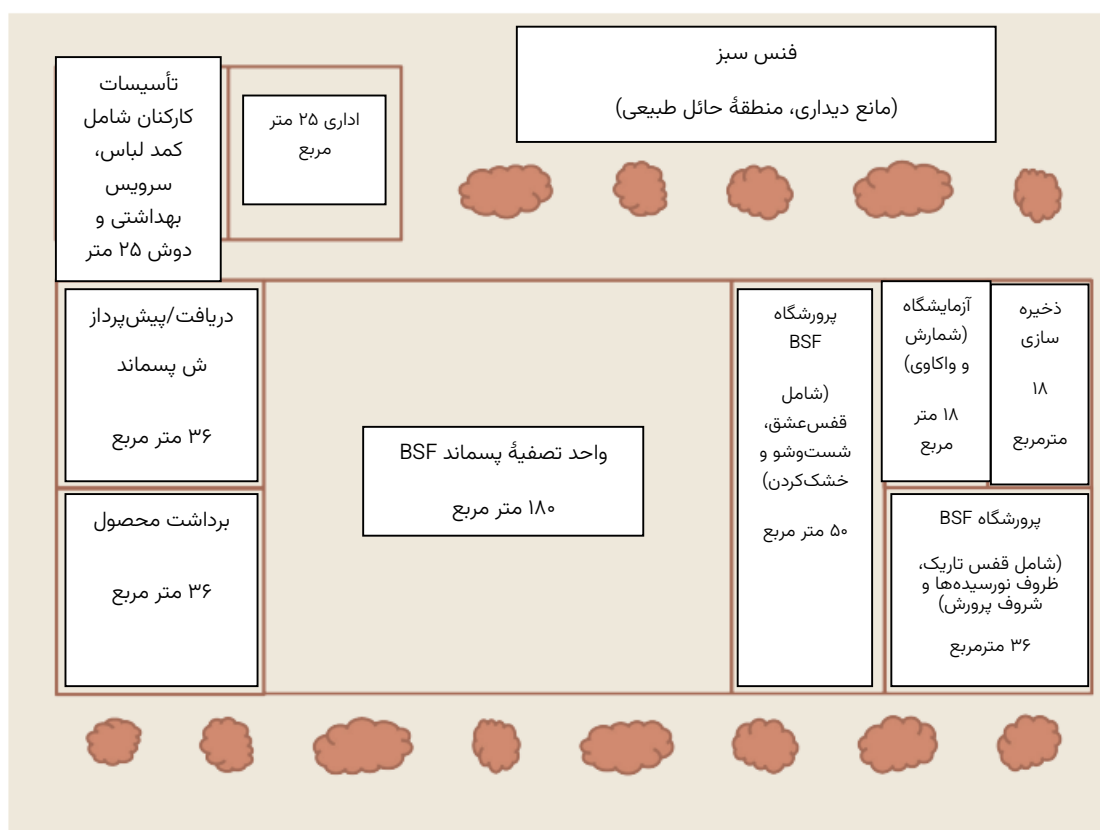 فنس سبز
(مانع دیداری، منطقهٔ حائل طبیعی)
تأسیسات
کارکنان شامل
کمد لباس،
سرویس
بهداشتی و
دوش ۲۵ متر
اداری ۲۵ متر
مربع
ذخیره
سازی
۱۸
مترمربع
آزمایشگاه
(شمارش
و واکاوی)
۱۸ متر
مربع
پرورشگاه
BSF
(شامل
قفس‌عشق،
شست‌وشو و
خشک‌کردن)
۵۰ متر مربع
پرورشگاه BSF
(شامل قفس تاریک،
ظروف نورسیده‌ها و
شروف پرورش)
۳۶ مترمربع
واحد تصفیهٔ پسماند BSF
۱۸۰ متر مربع
دریافت/پیش‌پرداز
ش پسماند
۳۶ متر مربع
برداشت محصول
۳۶ متر مربع